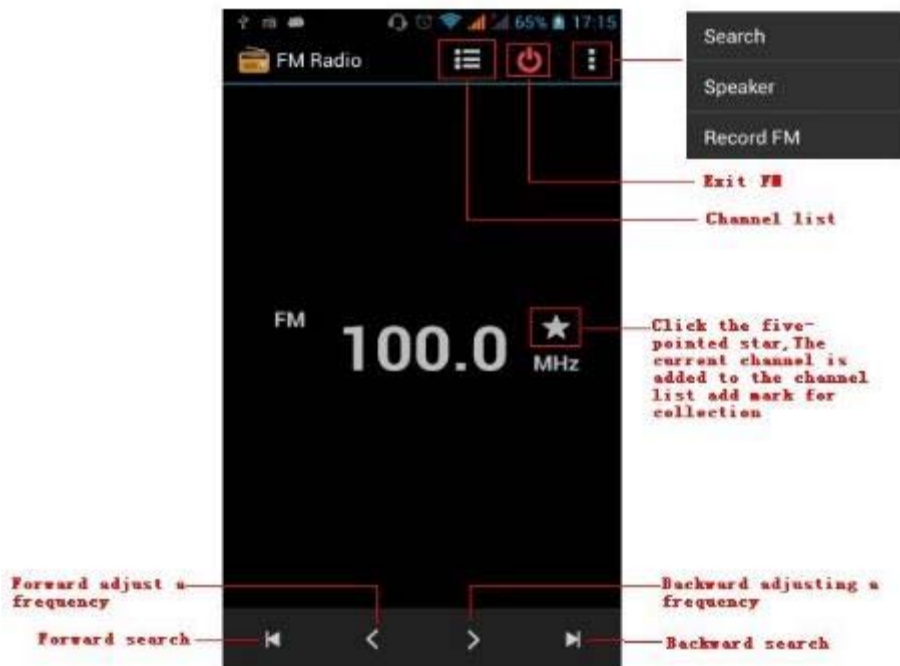 65% 17:15
FM Radio
Search
Speaker
Record FM
Exit FM
Channel list
FM
100.0
MHz
Click the five-
pointed star,The
current channel is
added to the channel
list add mark for
collection
Forward adjust a
frequency
Backward adjusting a
frequency
Forward search
Backward search